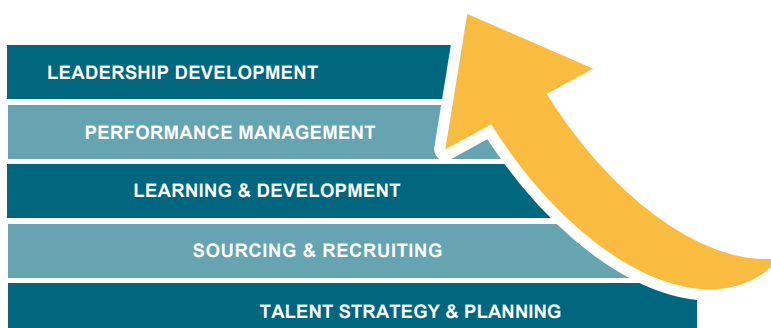 LEADERSHIP DEVELOPMENT
PERFORMANCE MANAGEMENT
LEARNING & DEVELOPMENT
SOURCING & RECRUITING
TALENT STRATEGY & PLANNING